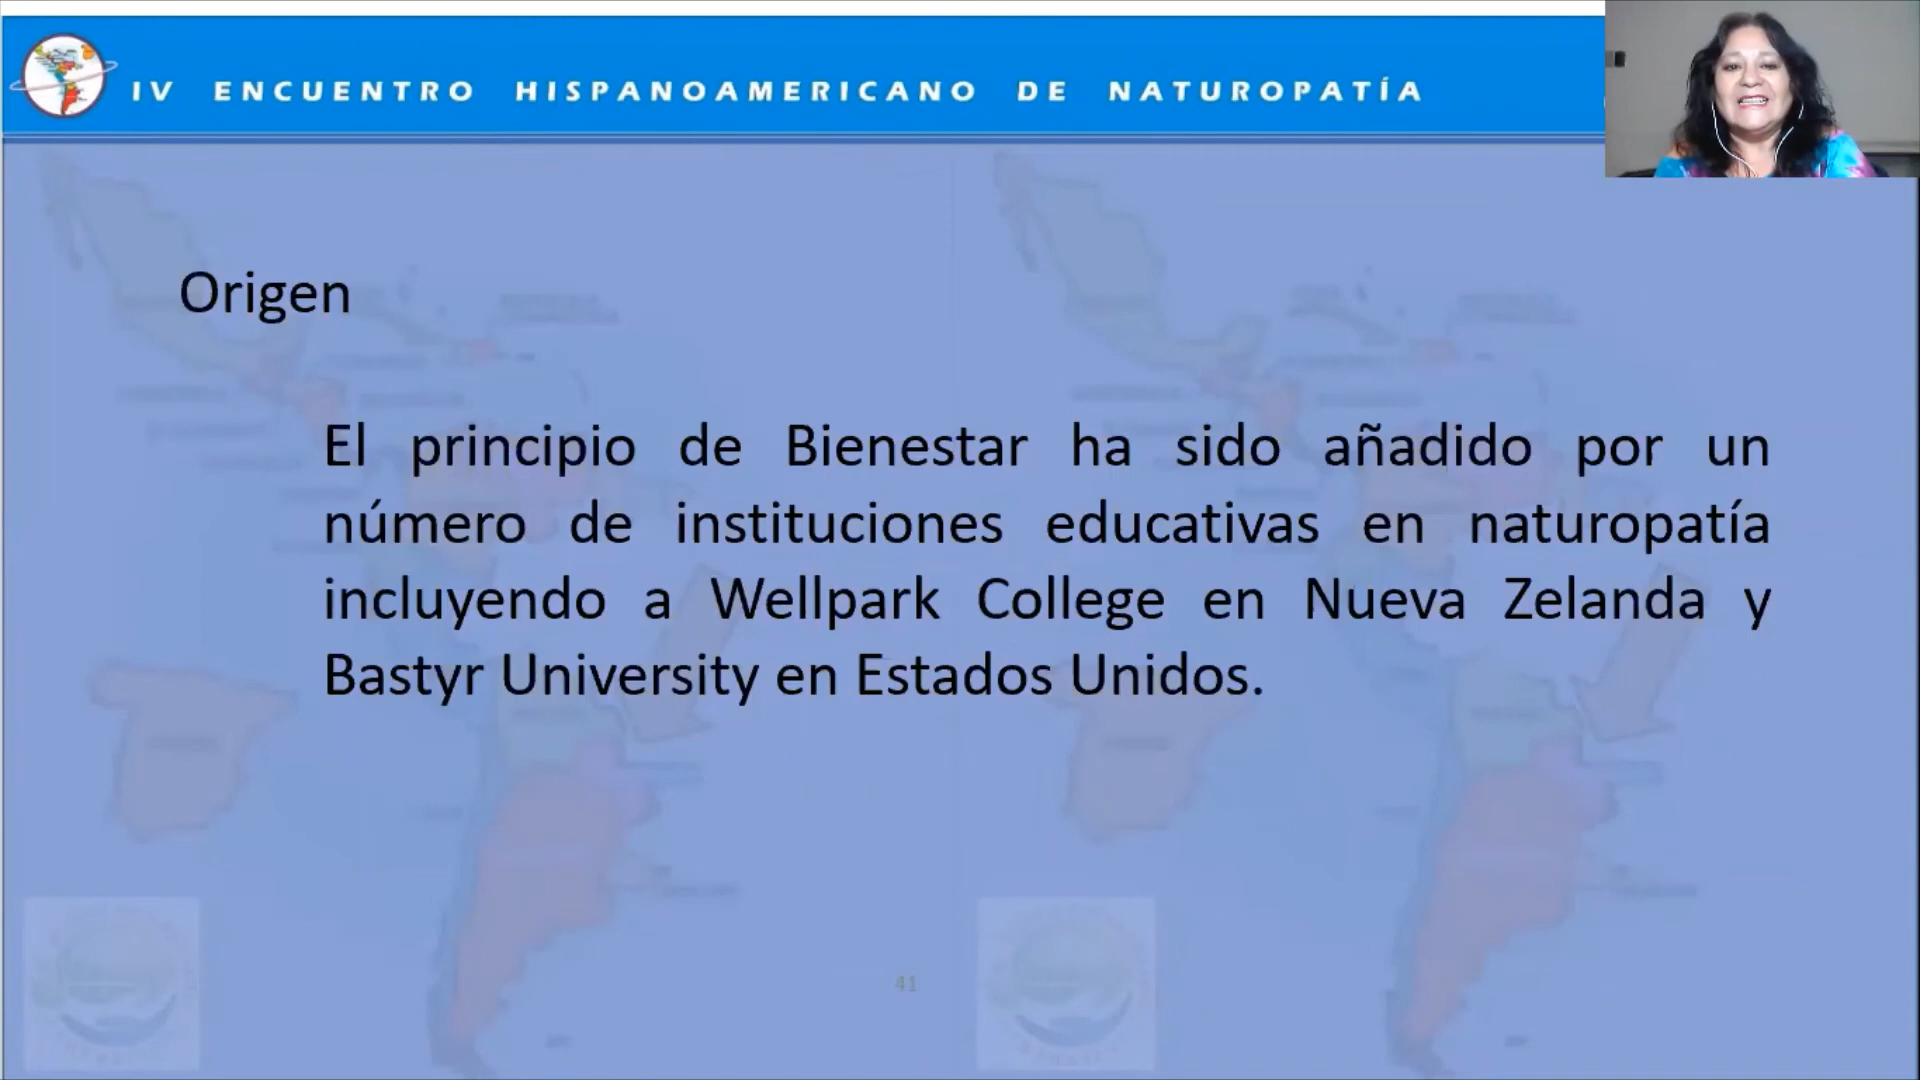 IV ENCUENTRO HISPANOAMERICANO DE NATUROPATÍA
Origen
El principio de Bienestar ha sido añadido por un
número de instituciones educativas en naturopatía
incluyendo a Wellpark College en Nueva Zelanda y
Bastyr University en Estados Unidos.
41